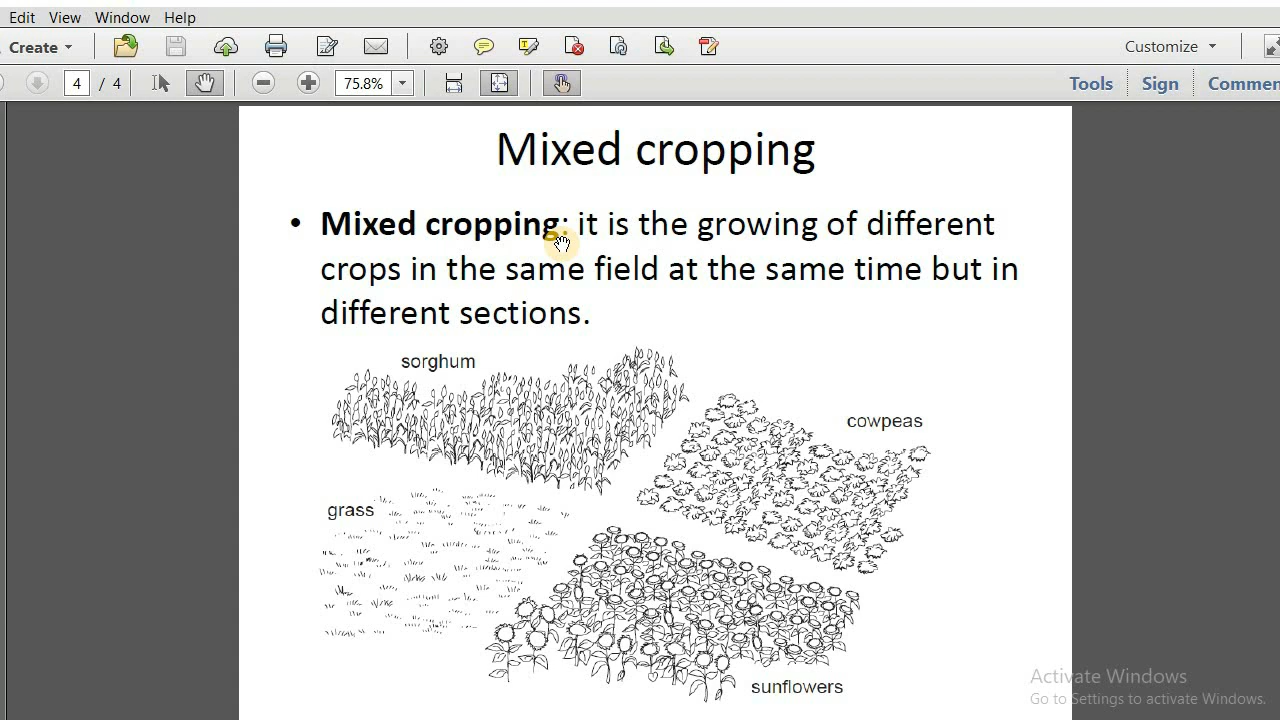 Edit View Window Help
Create Customize
4 / 4 75.8% Tools Sign Commen
Mixed cropping
• Mixed cropping: it is the growing of different
crops in the same field at the same time but in
different sections.
sorghum
cowpeas
grass
sunflowers
Activate Windows
Go to Settings to activate Windows.